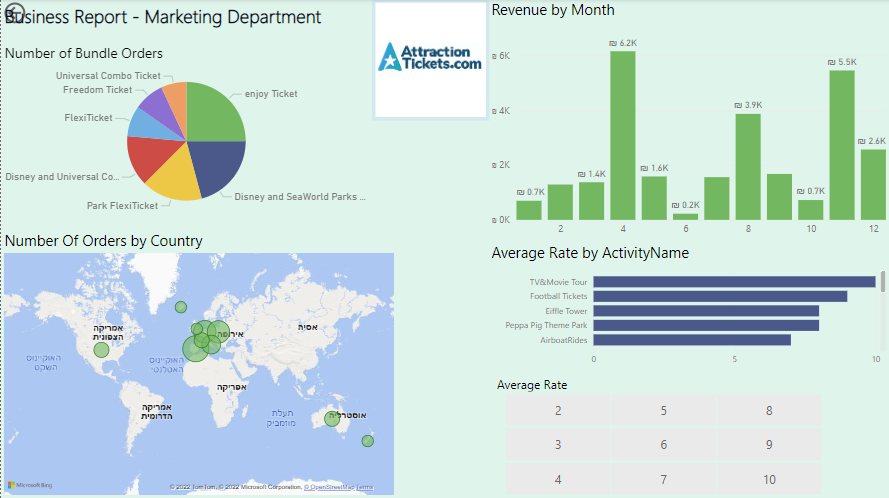 Business Report - Marketing Department
Number of Bundle Orders
Universal Combo Ticket
Freedom Ticket
FlexiTicket
Disney and Universal Co...
Park FlexiTicket
enjoy Ticket
Disney and SeaWorld Parks ...
Attraction
Tickets.com
Revenue by Month
₪ 6K
₪ 4K
₪ 2K
₪ 0K
₪ 0.7K
₪ 1.4K
₪ 6.2K
₪ 1.6K
₪ 0.2K
₪ 3.9K
₪ 0.7K
₪ 5.5K
₪ 2.6K
2 4 6 8 10 12
Number Of Orders by Country
אמריקה
הצפונית
אירופה
אסיה
האוקיינוס
השקט
האוקיינוס
האטלנטי
אפריקה
אמריקה
הדרומית
תעלת
מוזמביק
אוסטרליה
Microsoft Bing
© 2022 TomTom, © 2022 Microsoft Corporation, © OpenStreetMap Terms
Average Rate by ActivityName
TV&Movie Tour
Football Tickets
Eiffle Tower
Peppa Pig Theme Park
AirboatRides
0 5 10
Average Rate
2 5 8
3 6 9
4 7 10